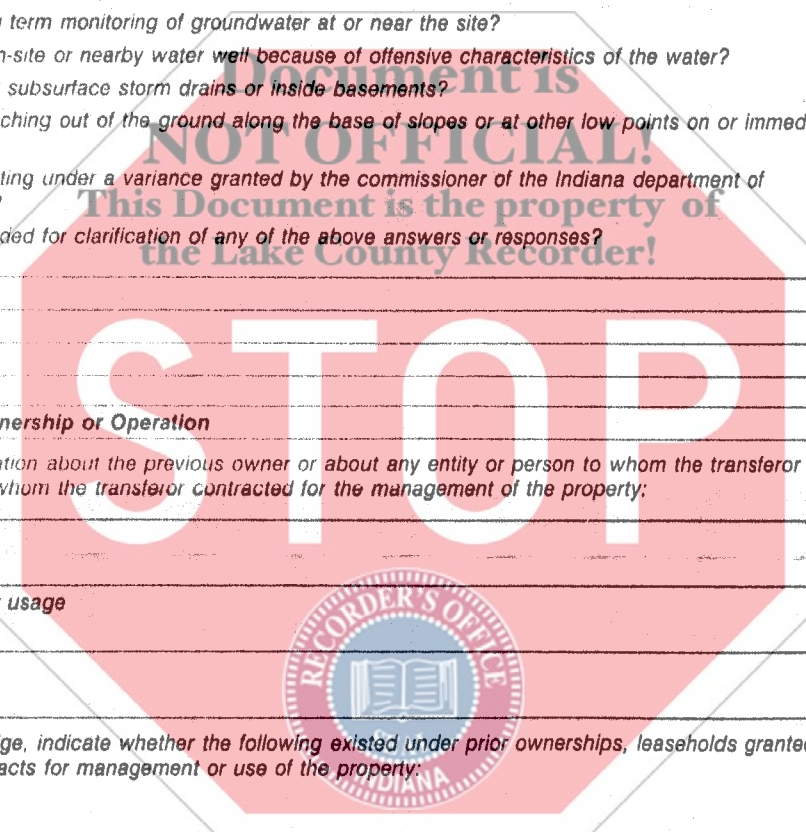 term monitoring of groundwater at or near the site?
n-site or nearby water well because of offensive characteristics of the water?
Document is
subsurface storm drains or inside basements?
ching out of the ground along the base of slopes or at other low points on or immed
NOT OFFICIAL!
ting under a variance granted by the commissioner of the Indiana department of
?
This Document is the property of
ded for clarification of any of the above answers or responses?
the Lake County Recorder!
STOP
nership or Operation
ation about the previous owner or about any entity or person to whom the transferor
whom the transferor contracted for the management of the property:
usage
RECORDER'S OFFICE
ge, indicate whether the following existed under prior ownerships, leaseholds grante
acts for management or use of the property:
INDIANA